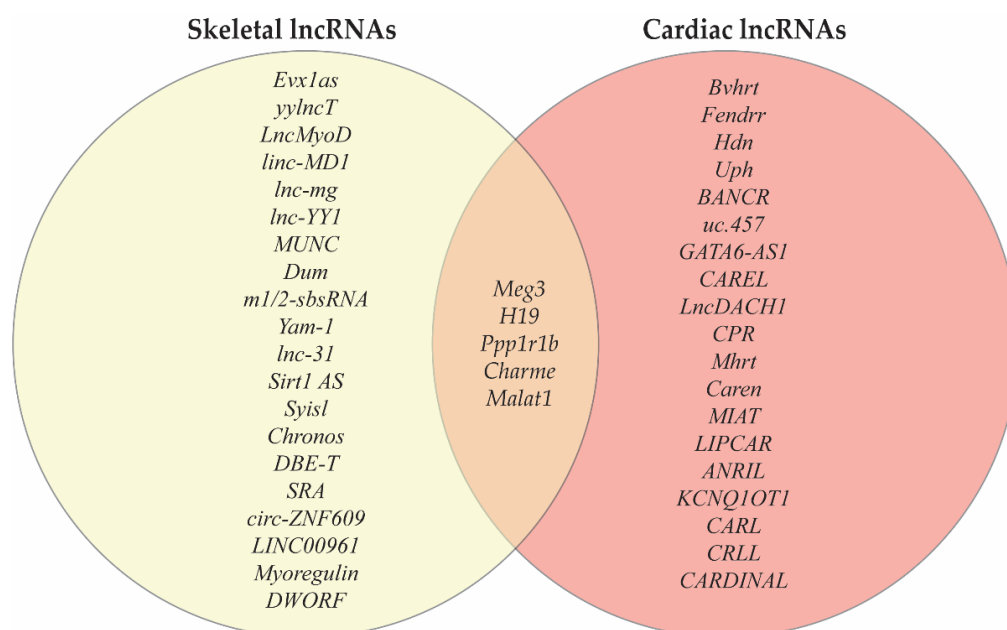 Skeletal lncRNAs
Cardiac lncRNAs
Evx1as
yylncT
LncMyoD
linc-MD1
lnc-mg
lnc-YY1
MUNC
Dum
m1/2-sbsRNA
Yam-1
lnc-31
Sirt1 AS
Syisl
Chronos
DBE-T
SRA
circ-ZNF609
LINC00961
Myoregulin
DWORF
Meg3
H19
Ppp1r1b
Charme
Malat1
Bvhrt
Fendrr
Hdn
Uph
BANCR
uc.457
GATA6-AS1
CAREL
LncDACH1
CPR
Mhrt
Caren
MIAT
LIPCAR
ANRIL
KCNQ1OT1
CARL
CRLL
CARDINAL